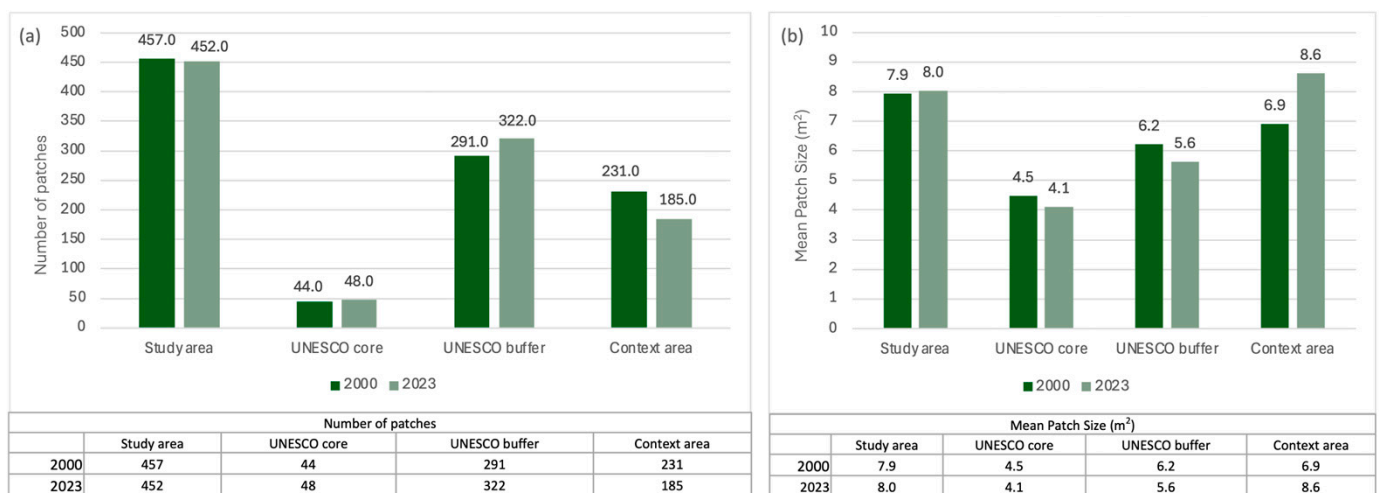 (a)
500
450
400
350
300
250
200
150
100
50
0
Number of patches
457.0 452.0
44.0 48.0
291.0 322.0
231.0 185.0
Study area UNESCO core UNESCO buffer Context area
2000 2023
Number of patches
Study area UNESCO core UNESCO buffer Context area
2000 457 44 291 231
2023 452 48 322 185
(b)
10
9
8
7
6
5
4
3
2
1
0
Mean Patch Size (m²)
7.9 8.0
4.5 4.1
6.2 5.6
6.9 8.6
Study area UNESCO core UNESCO buffer Context area
2000 2023
Mean Patch Size (m²)
Study area UNESCO core UNESCO buffer Context area
2000 7.9 4.5 6.2 6.9
2023 8.0 4.1 5.6 8.6